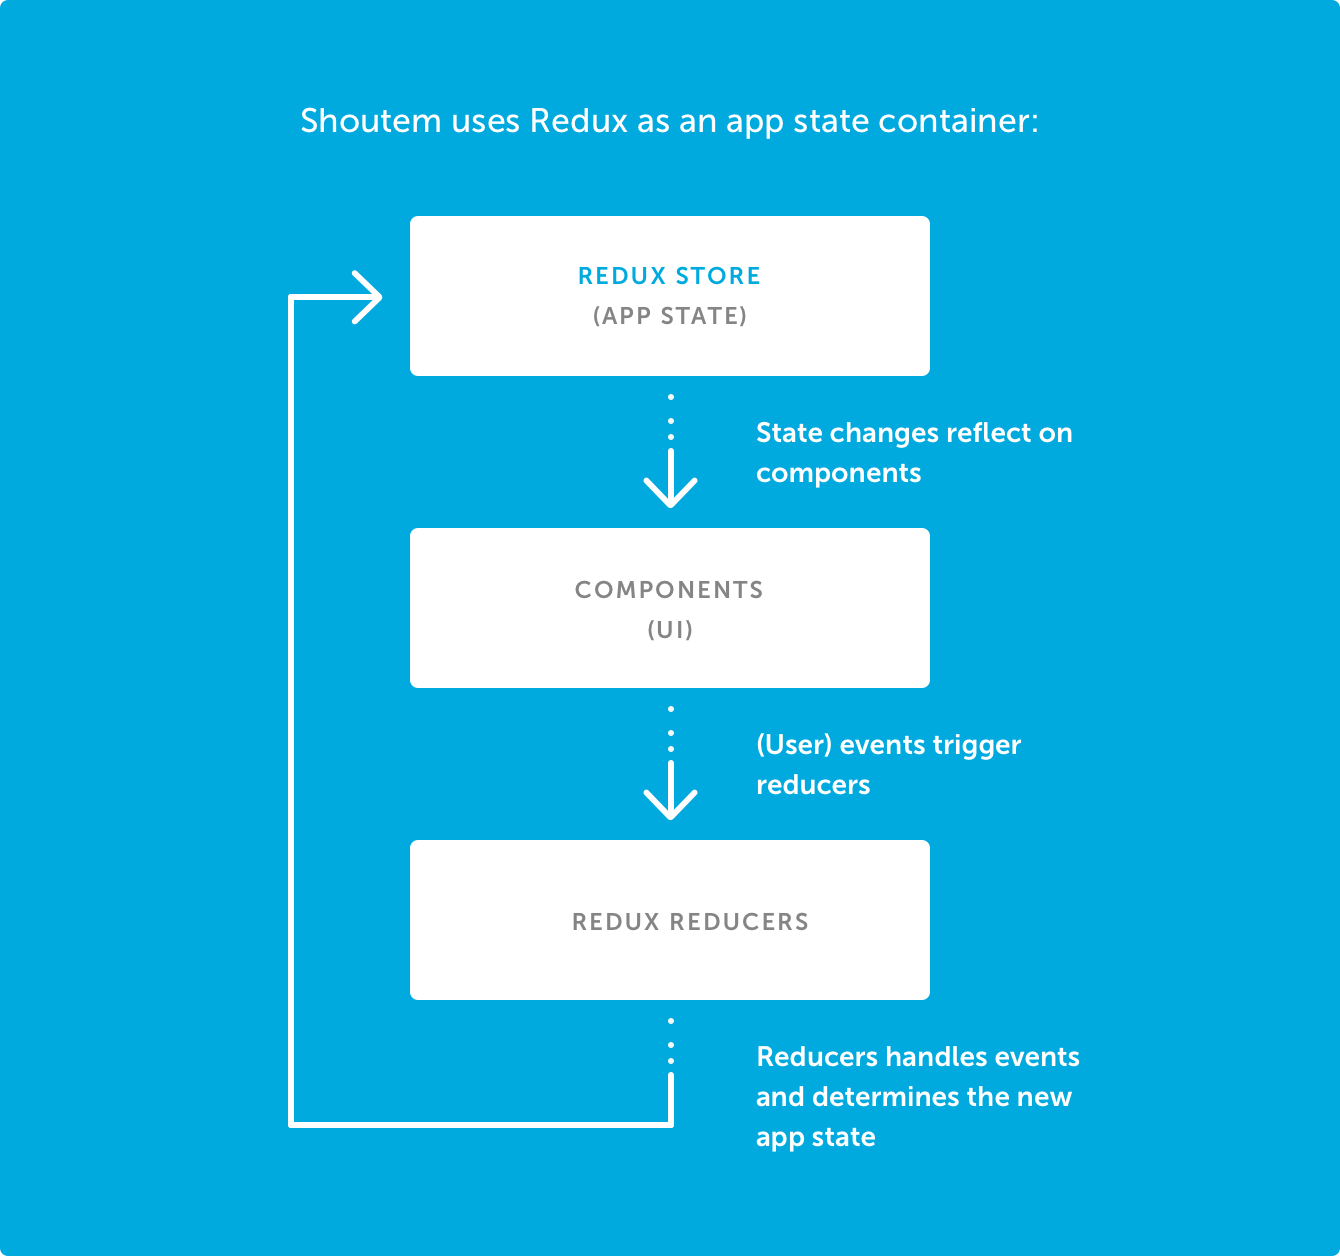 Shoutem uses Redux as an app state container:
REDUX STORE
(APP STATE)
State changes reflect on
components
COMPONENTS
(UI)
(User) events trigger
reducers
REDUX REDUCERS
Reducers handles events
and determines the new
app state